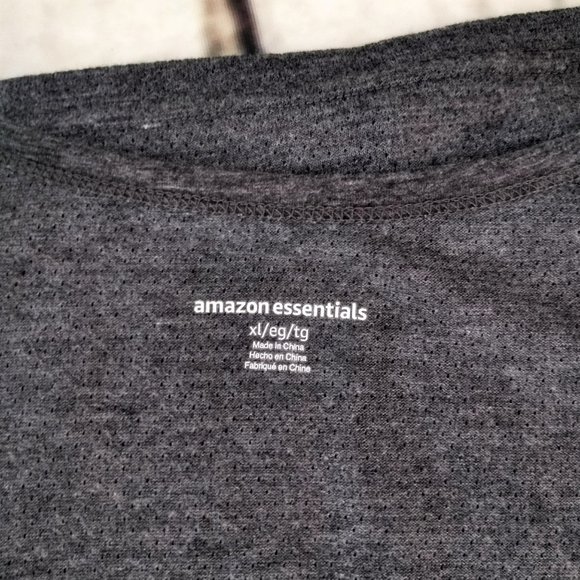 amazon essentials
xl/eg/tg
Made in China
Hecho en China
Fabriqué en Chine